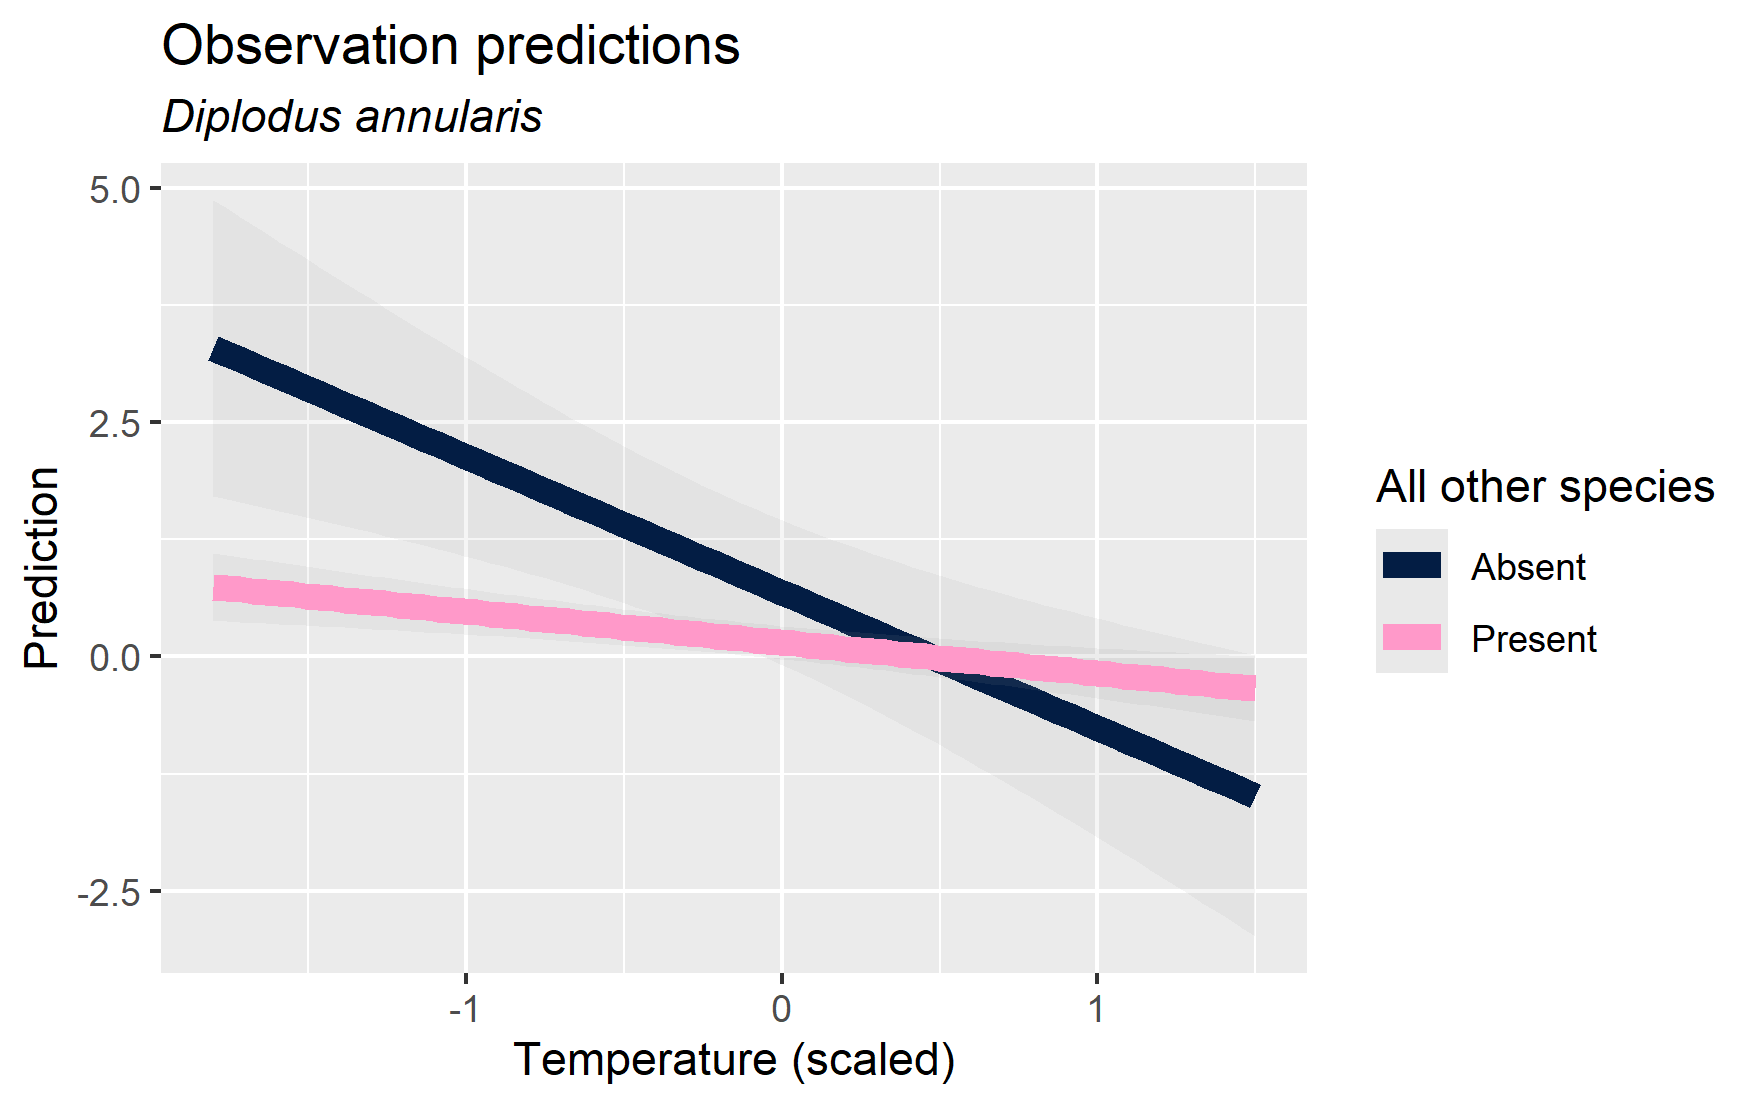 Observation predictions
Diplodus annularis
5.0
2.5
0.0
-2.5
Prediction
-1
0
1
Temperature (scaled)
All other species
Absent
Present